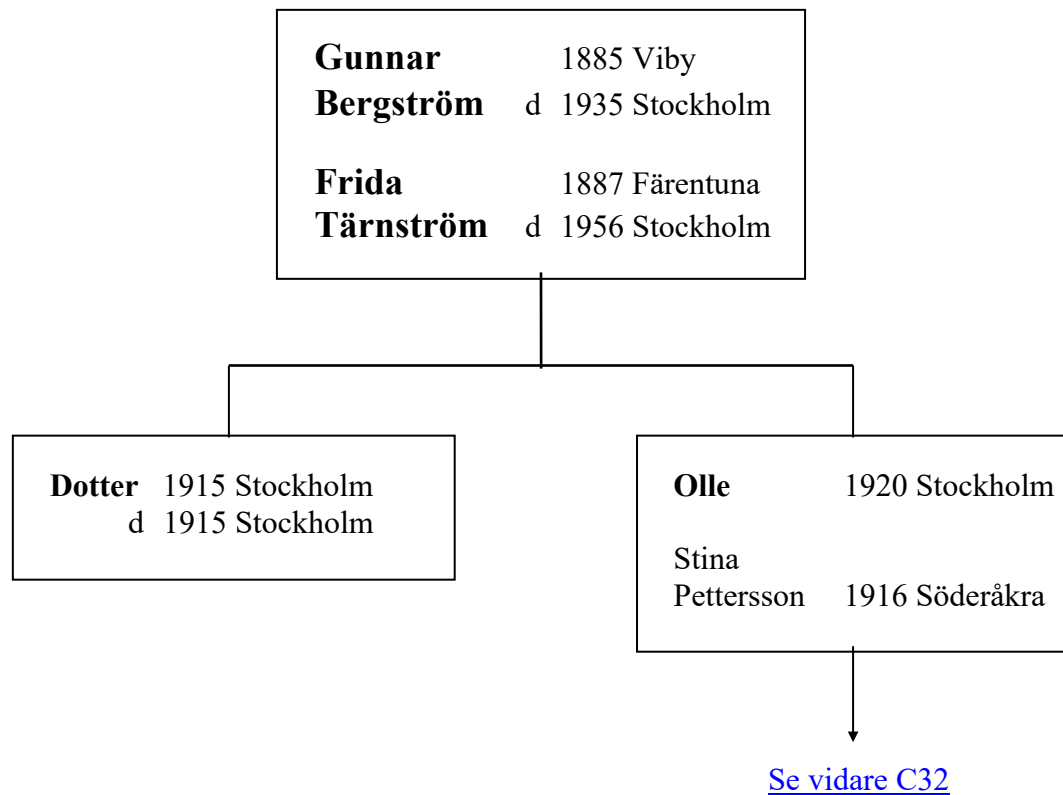 Gunnar 1885 Viby
Bergström d 1935 Stockholm
Frida 1887 Färentuna
Tärnström d 1956 Stockholm
Dotter 1915 Stockholm
d 1915 Stockholm
Olle 1920 Stockholm
Stina
Pettersson 1916 Söderåkra
Se vidare C32